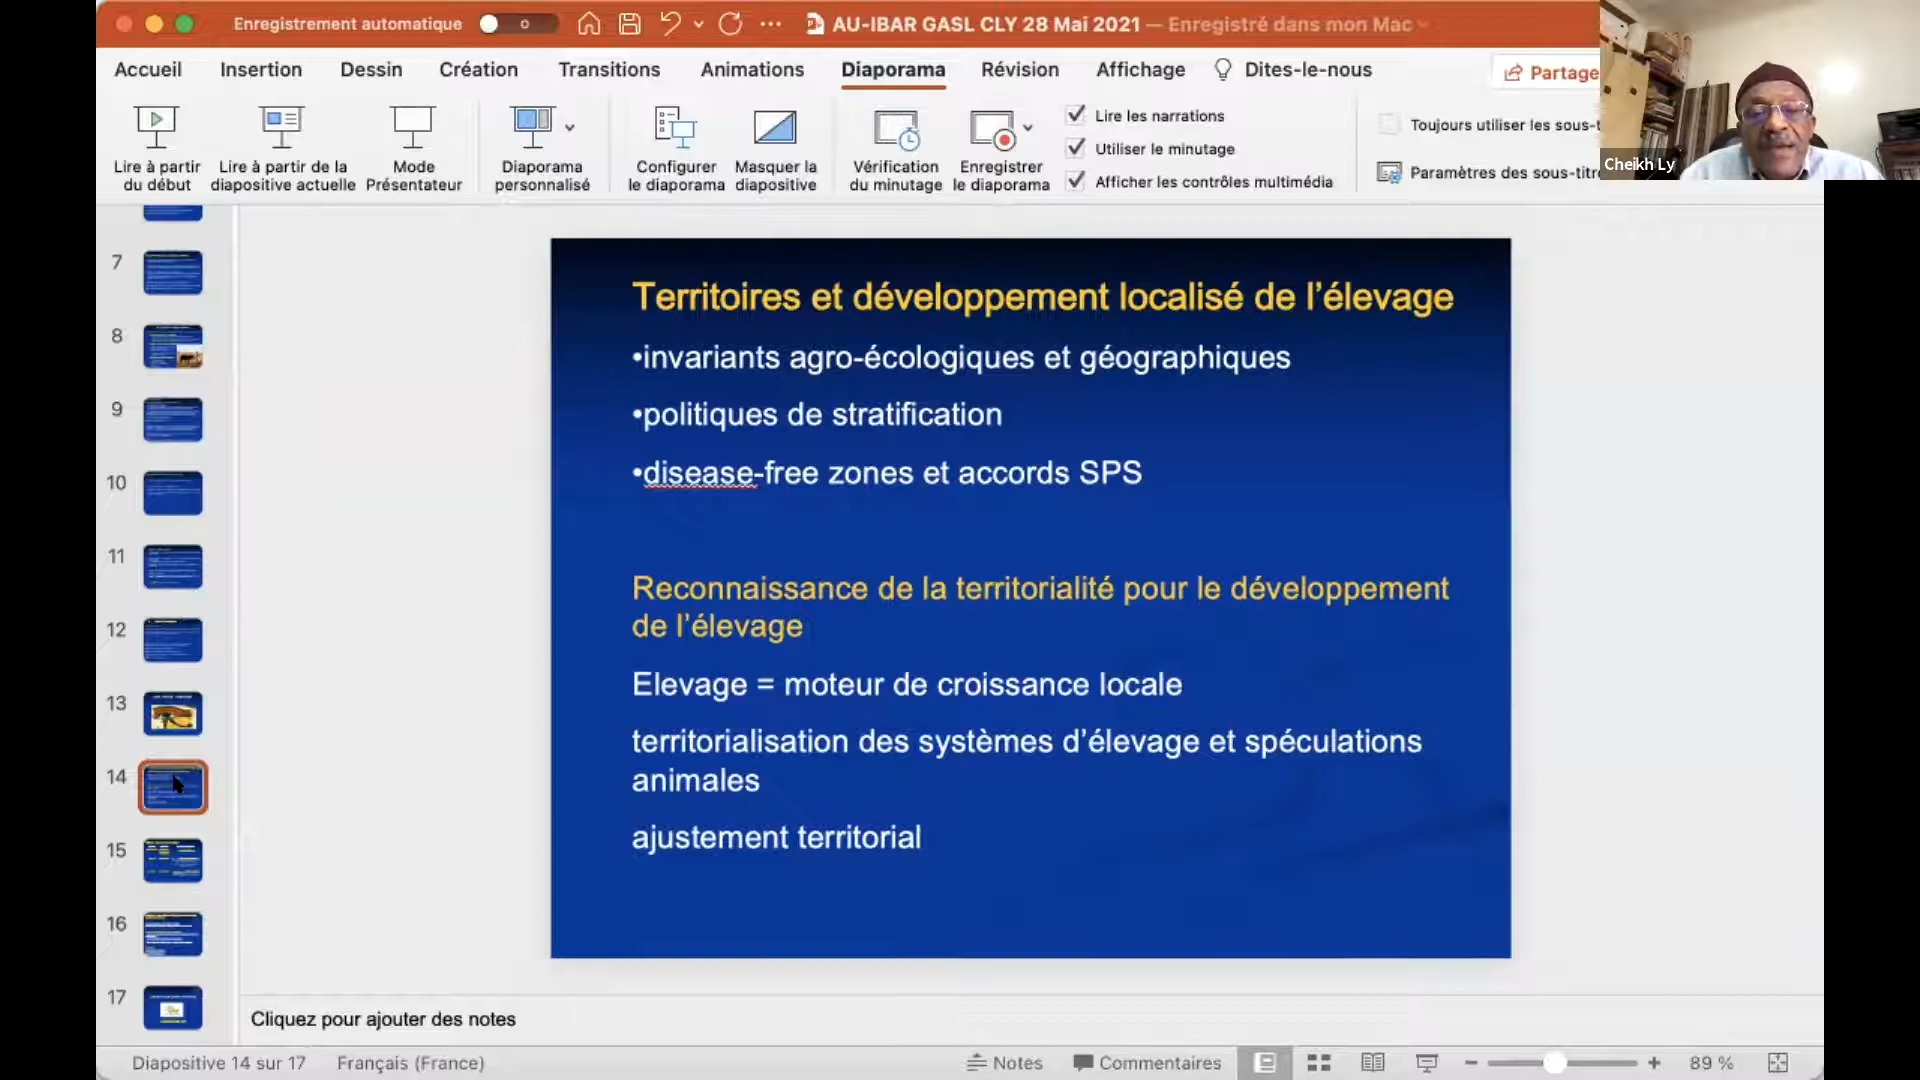 Enregistrement automatique
AU-IBAR GASL CLY 28 Mai 2021 — Enregistré dans mon Mac
Accueil Insertion Dessin Création Transitions Animations Diaporama Révision Affichage Dites-le-nous Partage
Lire à partir du début
Lire à partir de la diapositive actuelle
Mode Présentateur
Diaporama personnalisé
Configurer le diaporama
Masquer la diapositive
Vérification du minutage
Enregistrer le diaporama
Lire les narrations
Utiliser le minutage
Afficher les contrôles multimédia
Toujours utiliser les sous-t
Paramètres des sous-titre
Cheikh Ly
7
8
9
10
11
12
13
14
15
16
17
Territoires et développement localisé de l’élevage
•invariants agro-écologiques et géographiques
•politiques de stratification
•disease-free zones et accords SPS
Reconnaissance de la territorialité pour le développement
de l’élevage
Elevage = moteur de croissance locale
territorialisation des systèmes d’élevage et spéculations
animales
ajustement territorial
Cliquez pour ajouter des notes
Diapositive 14 sur 17 Français (France) Notes Commentaires 89 %